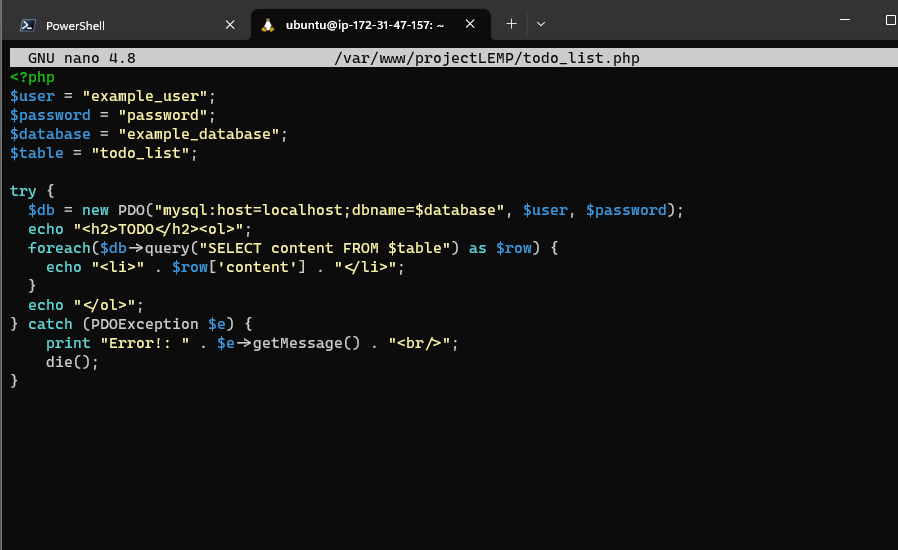 PowerShell
ubuntu@ip-172-31-47-157: ~
GNU nano 4.8 /var/www/projectLEMP/todo_list.php
<?php
$user = "example_user";
$password = "password";
$database = "example_database";
$table = "todo_list";
try {
  $db = new PDO("mysql:host=localhost;dbname=$database", $user, $password);
  echo "<h2>TODO</h2><ol>";
  foreach($db->query("SELECT content FROM $table") as $row) {
    echo "<li>" . $row['content'] . "</li>";
  }
  echo "</ol>";
} catch (PDOException $e) {
    print "Error!: " . $e->getMessage() . "<br/>";
    die();
}